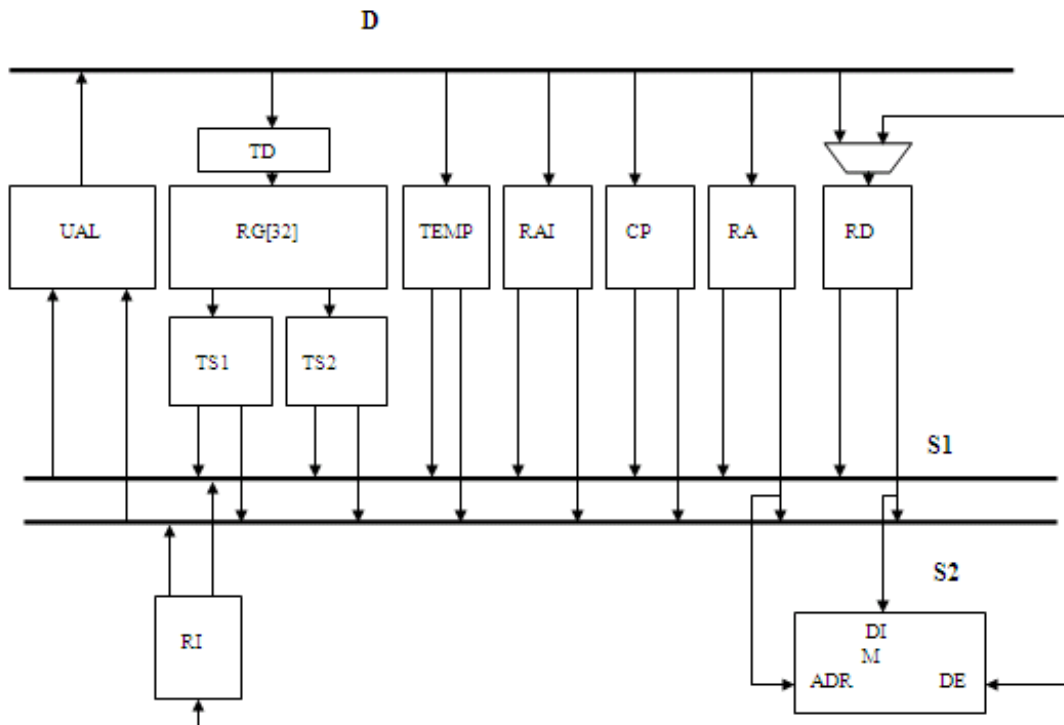 D
TD
UAL
RG[32]
TEMP
RAI
CP
RA
RD
TS1
TS2
S1
S2
RI
DI
M
ADR
DE